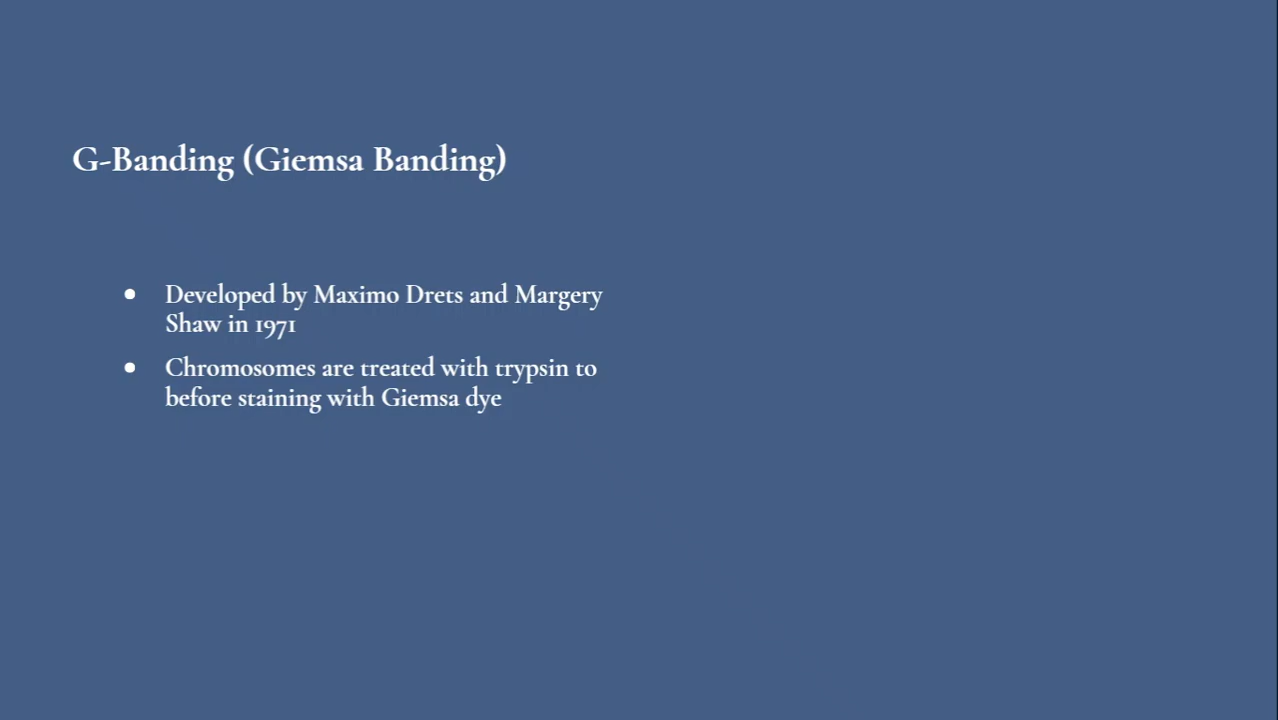 G-Banding (Giemsa Banding)
• Developed by Maximo Drets and Margery
Shaw in 1971
• Chromosomes are treated with trypsin to
before staining with Giemsa dye